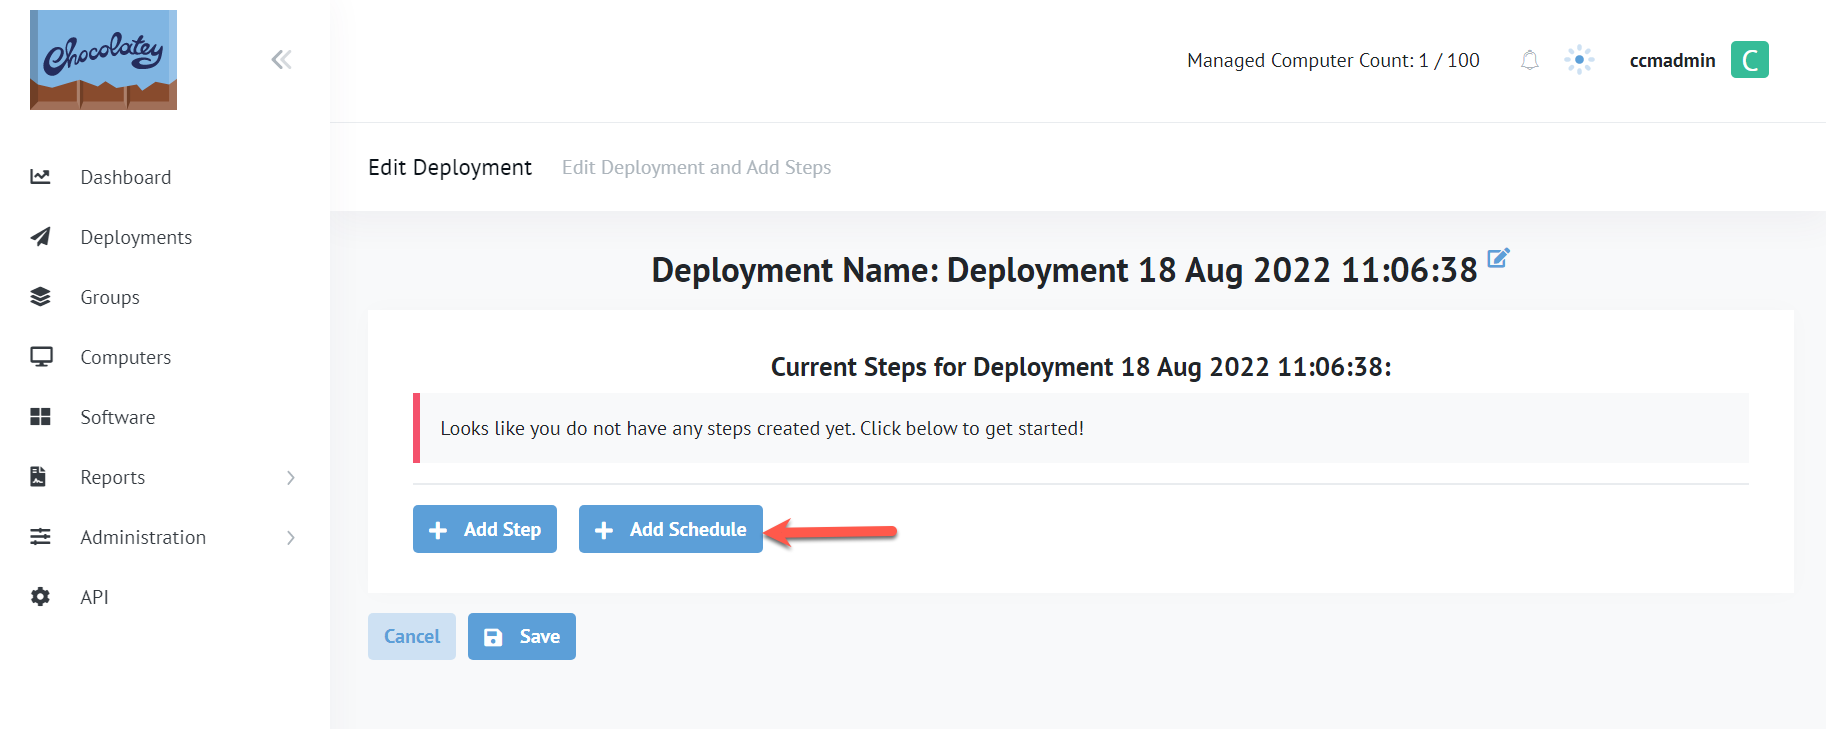 Chocolatey
Managed Computer Count: 1 / 100
ccmadmin
C
Edit Deployment
Edit Deployment and Add Steps
Dashboard
Deployments
Groups
Computers
Software
Reports
Administration
API
Deployment Name: Deployment 18 Aug 2022 11:06:38
Current Steps for Deployment 18 Aug 2022 11:06:38:
Looks like you do not have any steps created yet. Click below to get started!
Add Step
Add Schedule
Cancel
Save